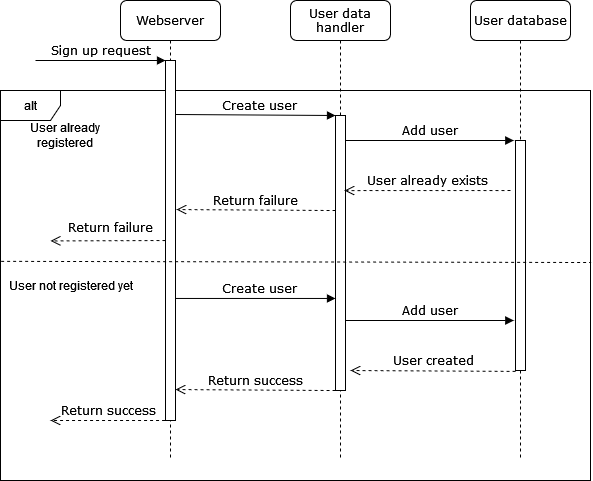 Webserver
User data
handler
User database
Sign up request
alt
Create user
User already
registered
Add user
User already exists
Return failure
Return failure
User not registered yet
Create user
Add user
User created
Return success
Return success